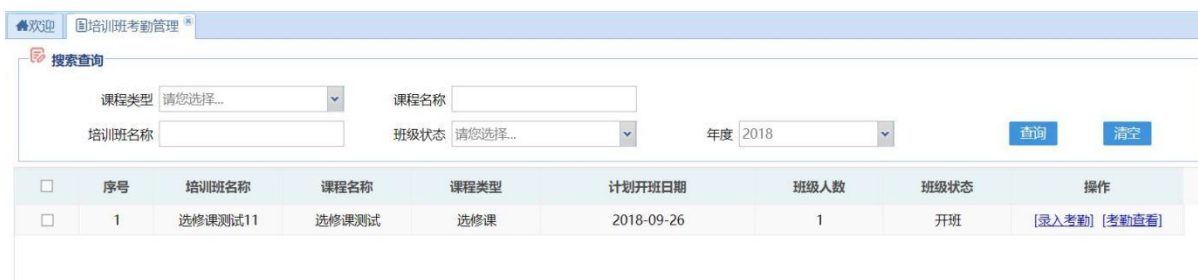 欢迎 培训班考勤管理
搜索查询
课程类型 请您选择... 课程名称
培训班名称 班级状态 请您选择... 年度 2018 查询 清空
序号 培训班名称 课程名称 课程类型 计划开班日期 班级人数 班级状态 操作
1 选修课测试11 选修课测试 选修课 2018-09-26 1 开班 [录入考勤] [考勤查看]